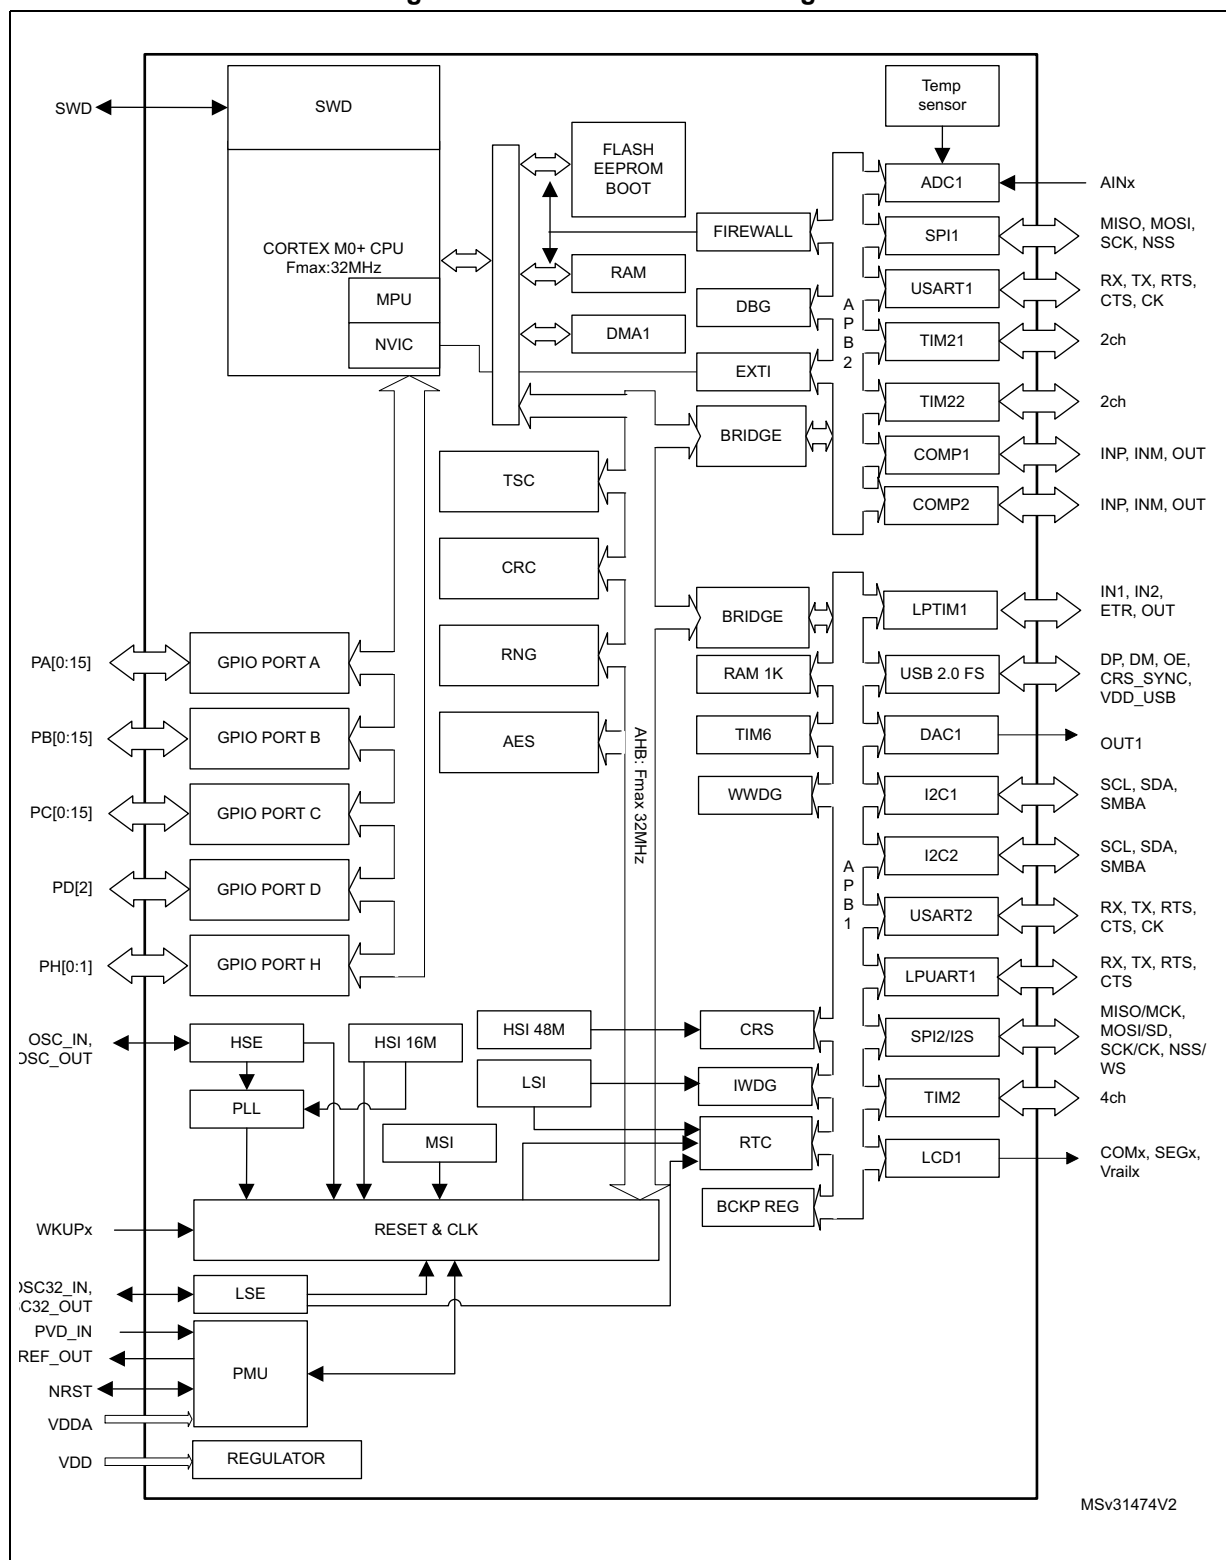 SWD
SWD
CORTEX M0+ CPU
Fmax:32MHz
MPU
NVIC
FLASH
EEPROM
BOOT
RAM
DMA1
FIREWALL
DBG
EXTI
BRIDGE
A
P
B
2
Temp
sensor
ADC1
AINx
SPI1
MISO, MOSI,
SCK, NSS
USART1
RX, TX, RTS,
CTS, CK
TIM21
2ch
TIM22
2ch
COMP1
INP, INM, OUT
COMP2
INP, INM, OUT
TSC
CRC
RNG
AES
AHB: Fmax 32MHz
PA[0:15]
GPIO PORT A
PB[0:15]
GPIO PORT B
PC[0:15]
GPIO PORT C
PD[2]
GPIO PORT D
PH[0:1]
GPIO PORT H
BRIDGE
RAM 1K
TIM6
WWDG
A
P
B
1
LPTIM1
IN1, IN2,
ETR, OUT
USB 2.0 FS
DP, DM, OE,
CRS_SYNC,
VDD_USB
DAC1
OUT1
I2C1
SCL, SDA,
SMBA
I2C2
SCL, SDA,
SMBA
USART2
RX, TX, RTS,
CTS, CK
LPUART1
RX, TX, RTS,
CTS
SPI2/I2S
MISO/MCK,
MOSI/SD,
SCK/CK, NSS/
WS
TIM2
4ch
LCD1
COMx, SEGx,
Vrailx
OSC_IN,
OSC_OUT
HSE
HSI 16M
HSI 48M
CRS
PLL
LSI
IWDG
MSI
RTC
BCKP REG
WKUPx
RESET & CLK
OSC32_IN,
SC32_OUT
LSE
PVD_IN
REF_OUT
NRST
VDDA
PMU
VDD
REGULATOR
MSv31474V2